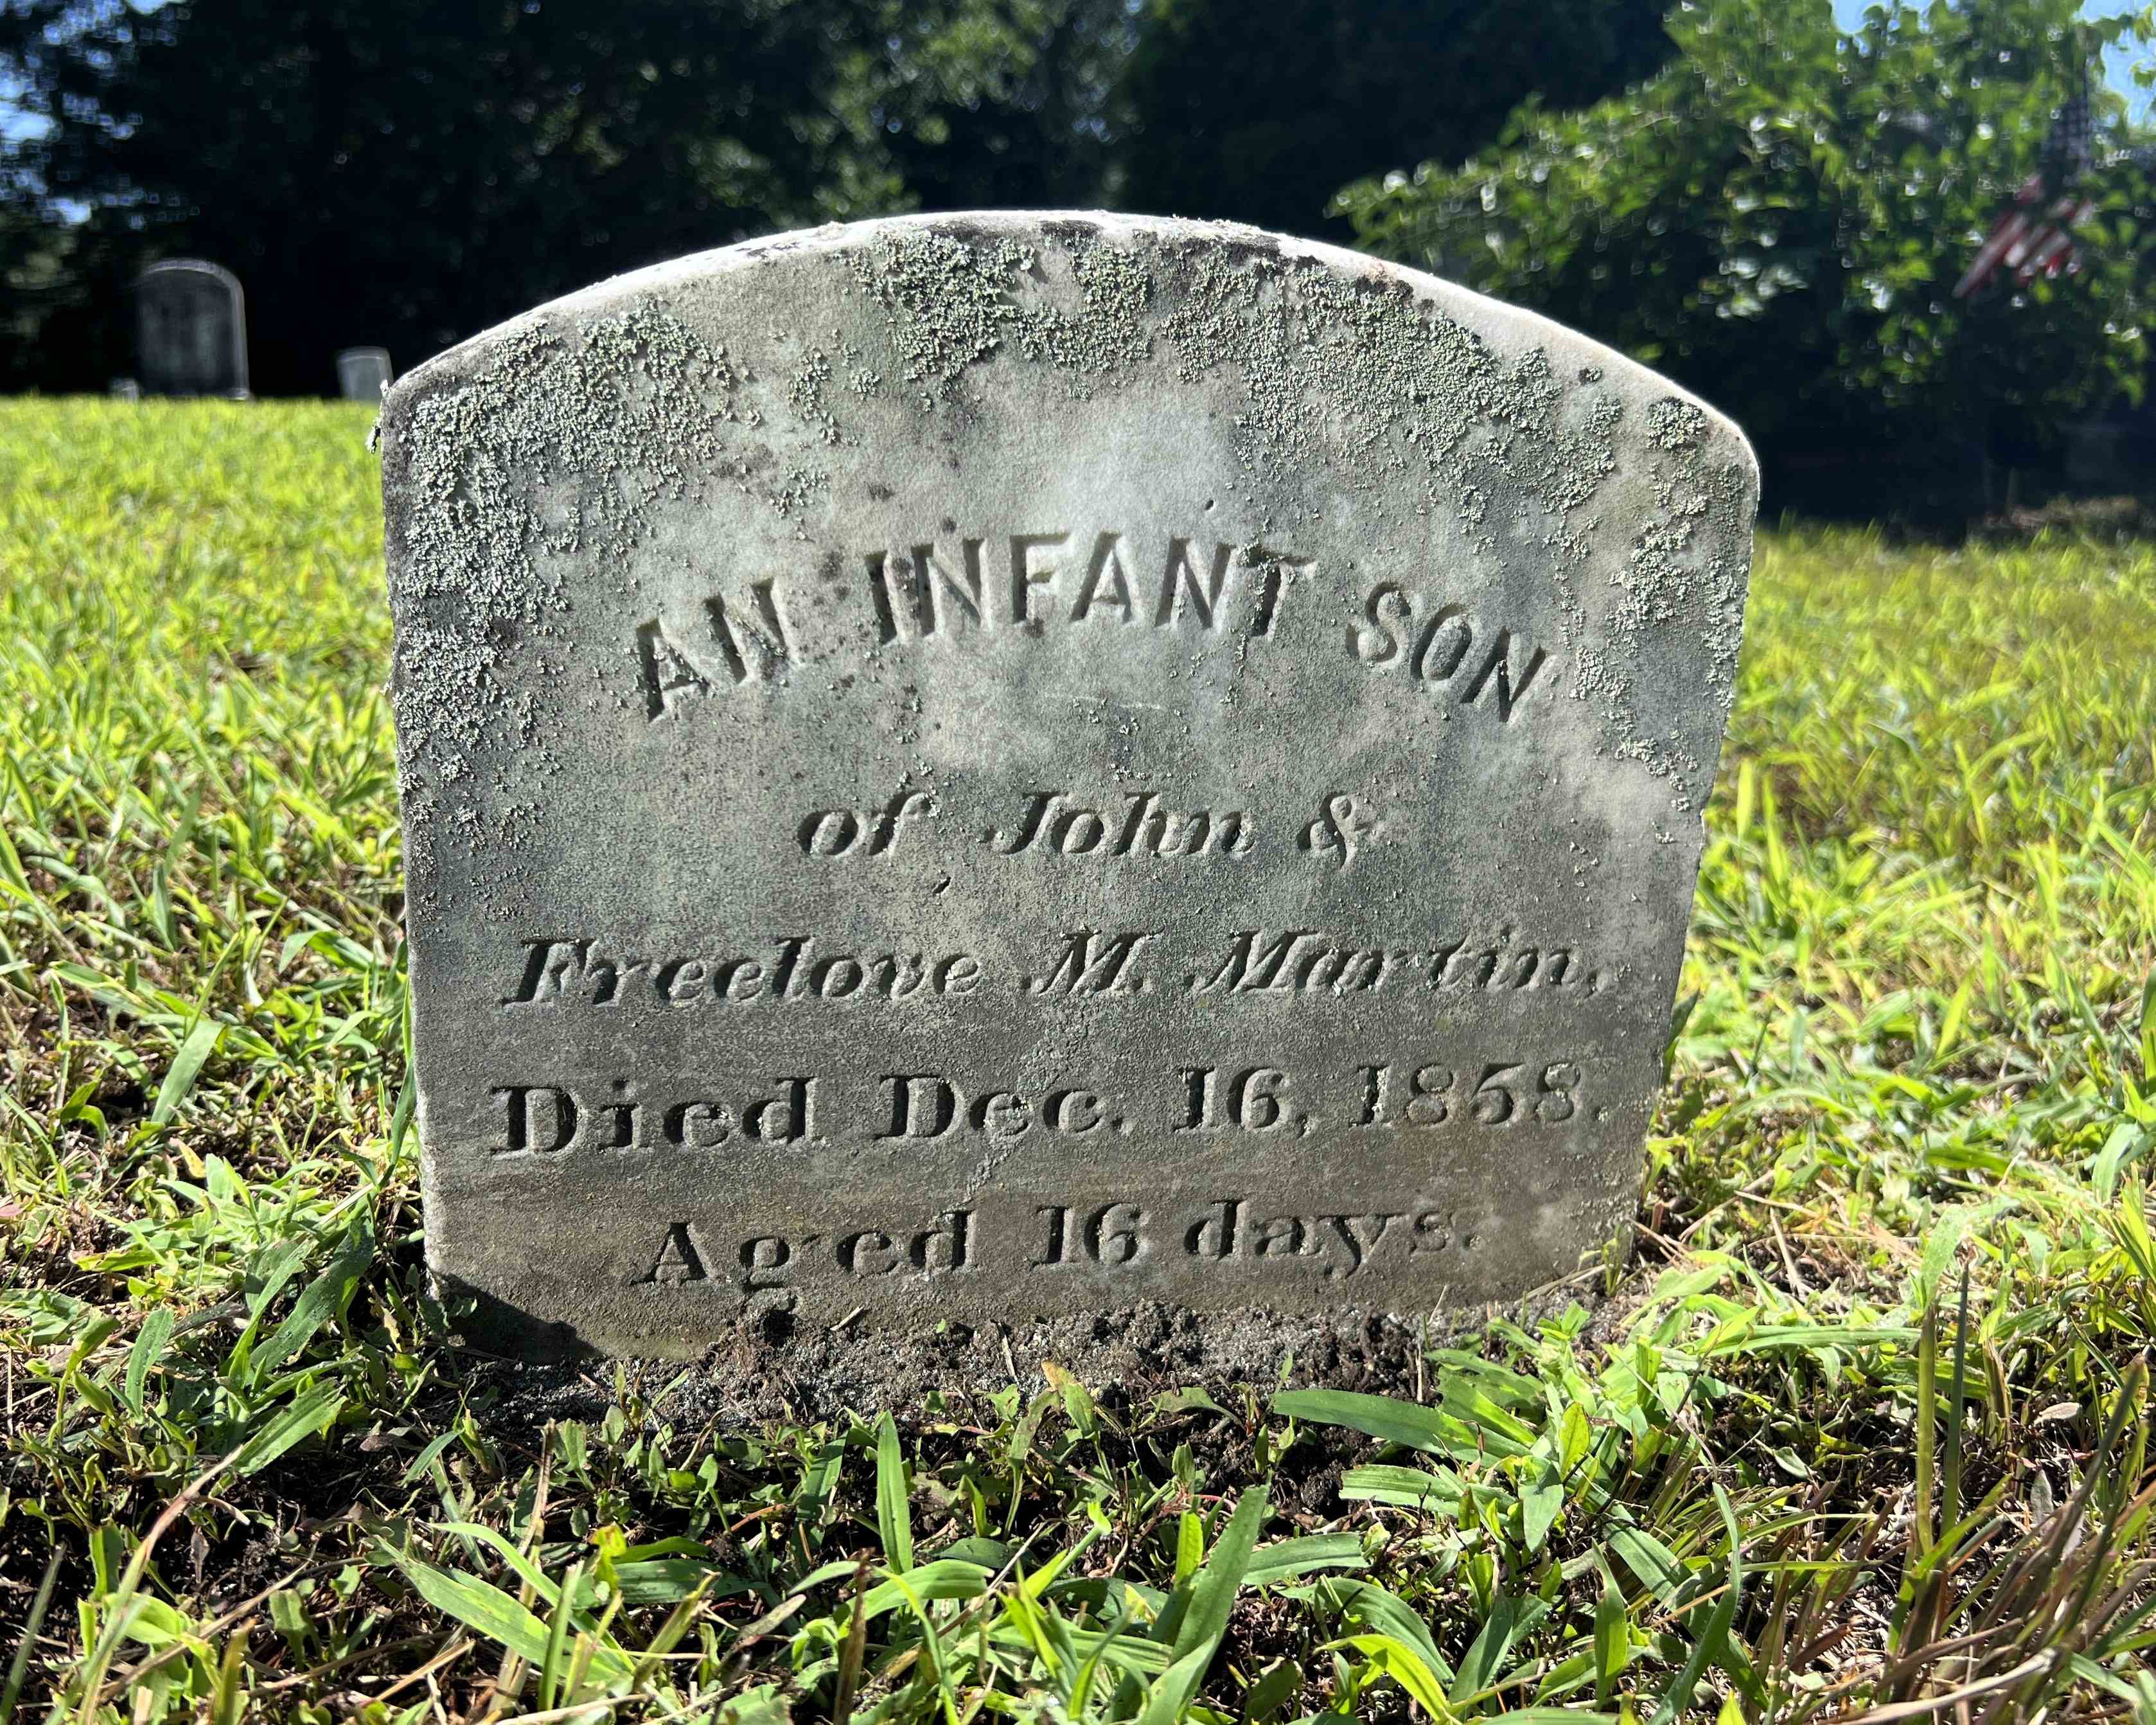 AN INFANT SON
of John &
Freelove M. Martin,
Died Dec. 16, 1858.
Aged 16 days.